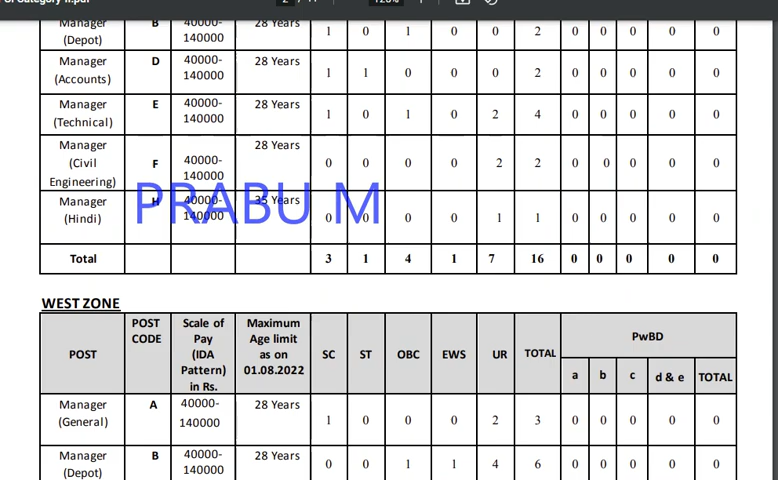 Manager (Depot) B 40000-140000 28 Years 1 0 1 0 0 2 0 0 0 0 0
Manager (Accounts) D 40000-140000 28 Years 1 1 0 0 0 2 0 0 0 0 0
Manager (Technical) E 40000-140000 28 Years 1 0 1 0 2 4 0 0 0 0 0
Manager (Civil Engineering) F 40000-140000 28 Years 0 0 0 0 2 2 0 0 0 0 0
Manager (Hindi) H 40000-140000 35 Years 0 0 0 0 1 1 0 0 0 0 0
PRABU M
Total 3 1 4 1 7 16 0 0 0 0 0
WEST ZONE
POST POST CODE Scale of Pay (IDA Pattern) in Rs. Maximum Age limit as on 01.08.2022 SC ST OBC EWS UR TOTAL PwBD
a b c d & e TOTAL
Manager (General) A 40000-140000 28 Years 1 0 0 0 2 3 0 0 0 0 0
Manager (Depot) B 40000-140000 28 Years 0 0 1 1 4 6 0 0 0 0 0